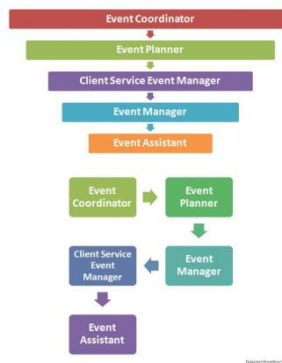 Event Coordinator
Event Planner
Client Service Event Manager
Event Manager
Event Assistant
Event
Coordinator
Event
Planner
Client Service
Event
Manager
Event
Manager
Event
Assistant